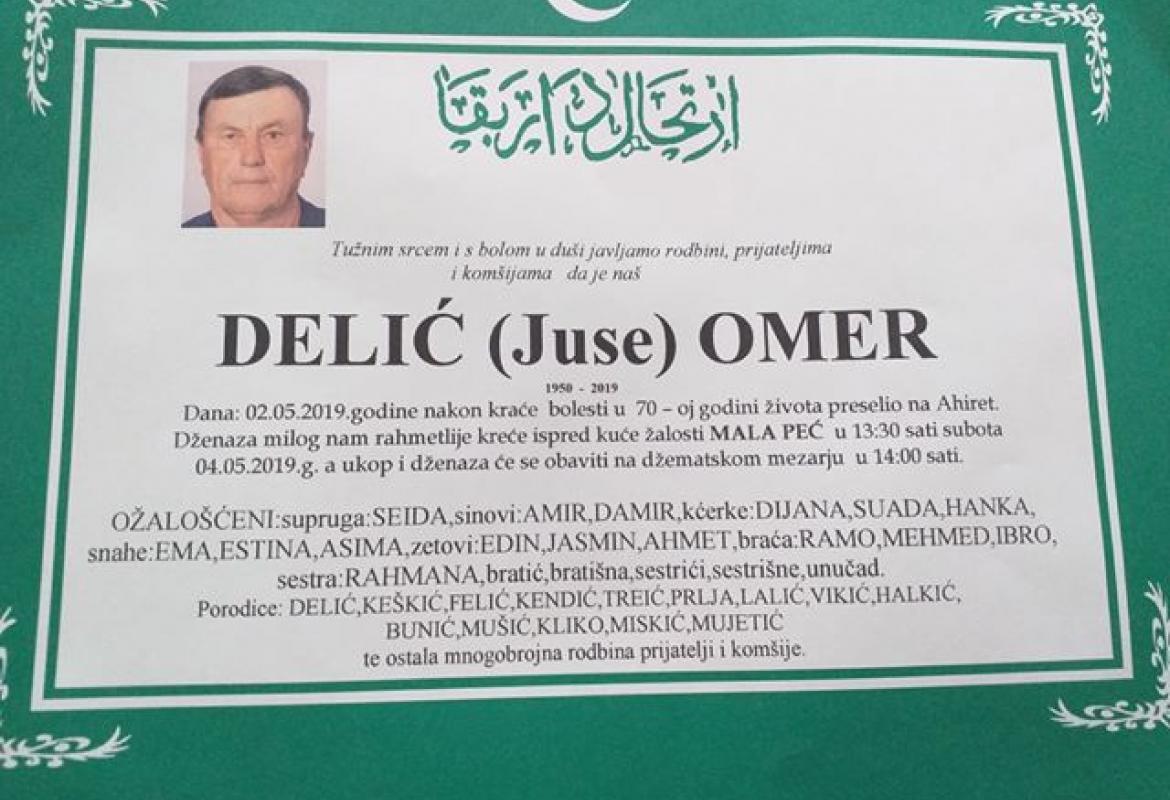 ارتحال دار بقا
Tužnim srcem i s bolom u duši javljamo rodbini, prijateljima
i komšijama da je naš
DELIĆ (Juse) OMER
1950 - 2019
Dana: 02.05.2019.godine nakon kraće bolesti u 70 – oj godini života preselio na Ahiret.
Dženaza milog nam rahmetlije kreće ispred kuće žalosti MALA PEĆ u 13:30 sati subota
04.05.2019.g. a ukop i dženaza će se obaviti na džematskom mezarju u 14:00 sati.
OŽALOŠĆENI:supruga:SEIDA,sinovi:AMIR,DAMIR,kćerke:DIJANA,SUADA,HANKA,
snahe:EMA,ESTINA,ASIMA,zetovi:EDIN,JASMIN,AHMET,braća:RAMO,MEHMED,IBRO,
sestra:RAHMANA,bratić,bratišna,sestrići,sestrišne,unučad.
Porodice: DELIĆ,KEŠKIĆ,FELIĆ,KENDIĆ,TREIĆ,PRLJA,LALIĆ,VIKIĆ,HALKIĆ,
BUNIĆ,MUŠIĆ,KLIKO,MISKIĆ,MUJETIĆ
te ostala mnogobrojna rodbina prijatelji i komšije.